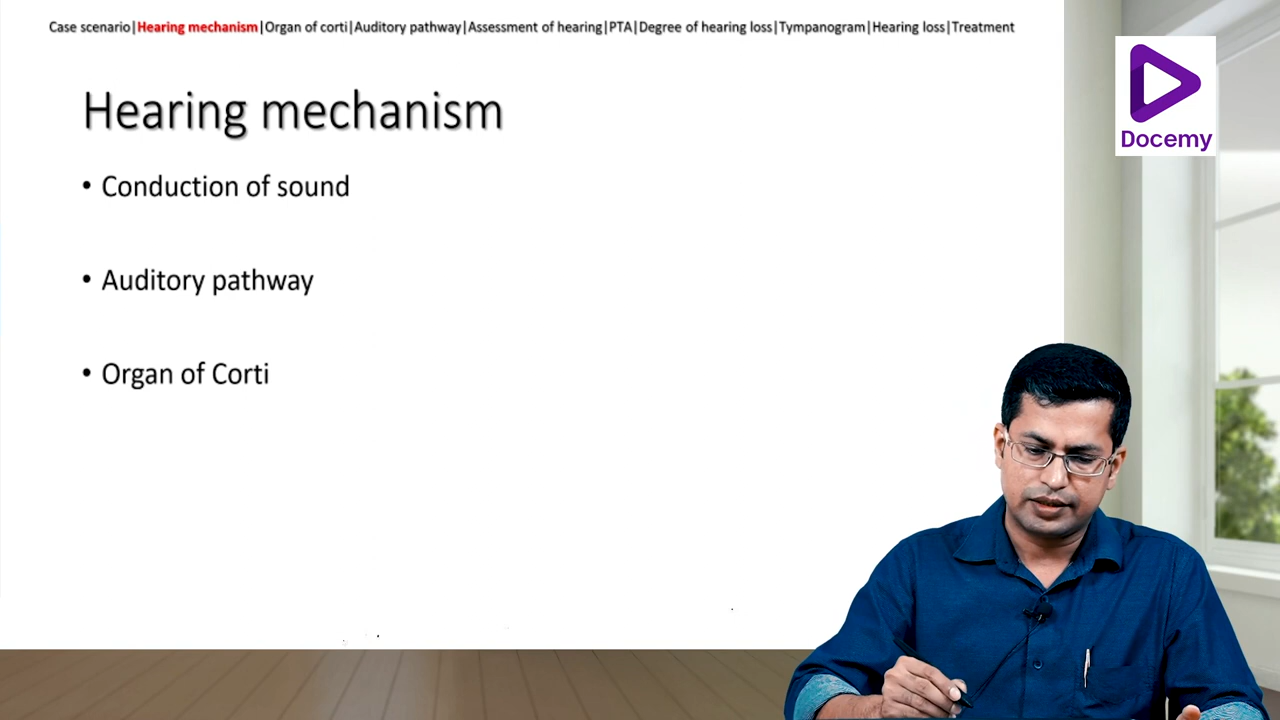 Case scenario|Hearing mechanism|Organ of corti|Auditory pathway|Assessment of hearing|PTA|Degree of hearing loss|Tympanogram|Hearing loss|Treatment
Hearing mechanism
• Conduction of sound
• Auditory pathway
• Organ of Corti
Docemy